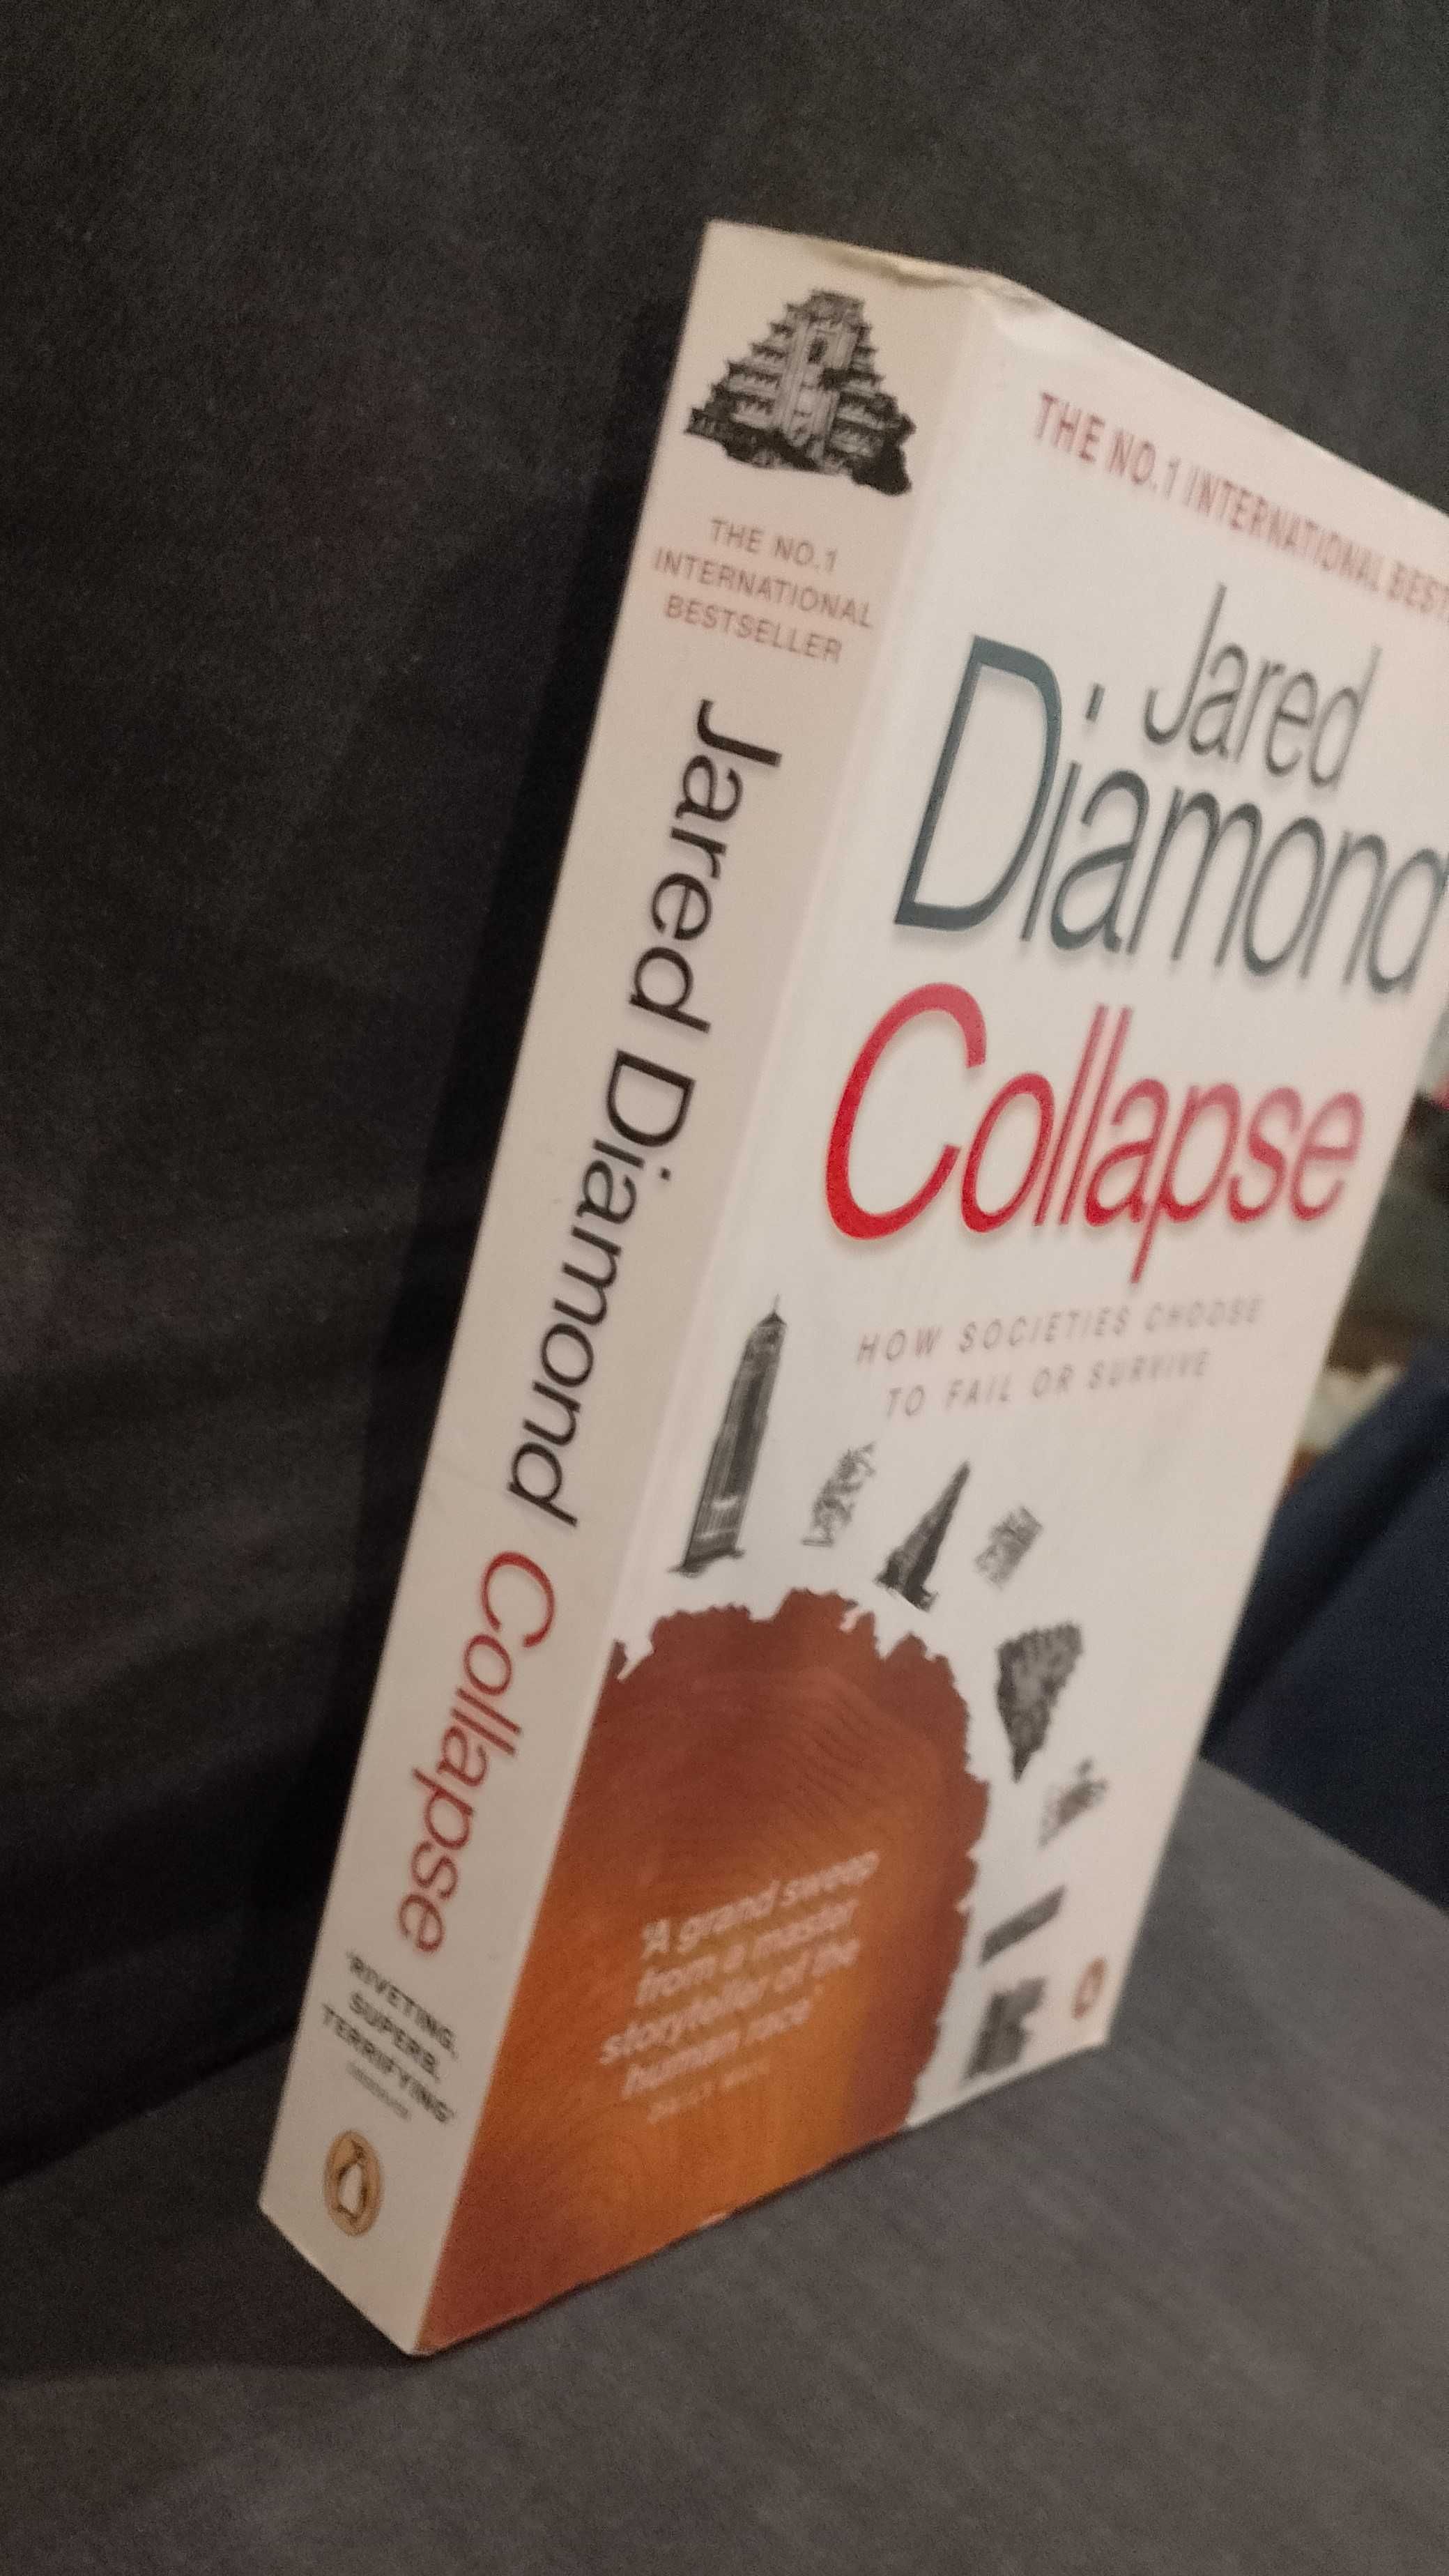 THE NO.1
INTERNATIONAL
BESTSELLER
Jared Diamond Collapse
'RIVETING,
SUPERB,
TERRIFYING'
THE NO.1 INTERNATIONAL
Jared
Diamond
Collapse
HOW SOCIETIES CHOOSE
TO FAIL OR SURVIVE
'A grand sweep
from a master
storyteller of the
human race'